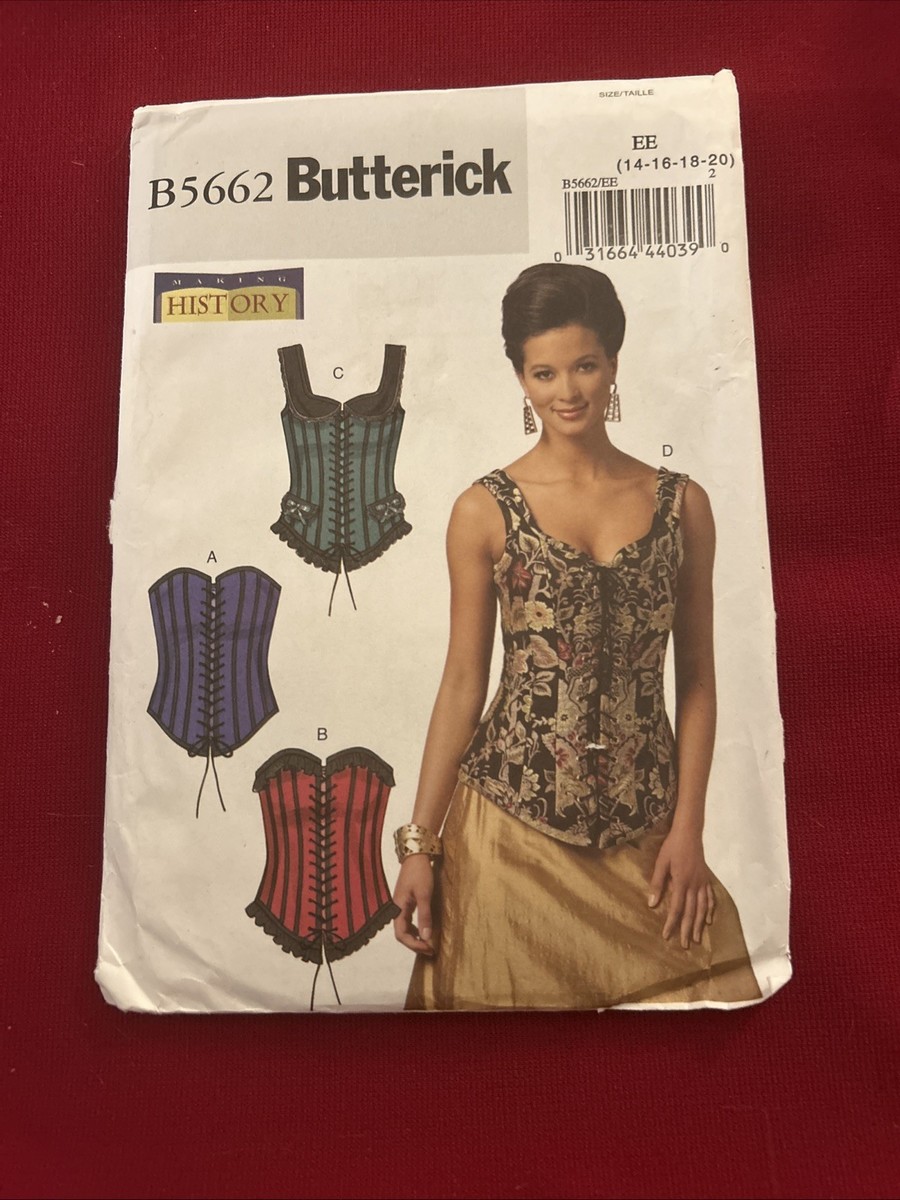 SIZE/TAILLE
B5662 Butterick
EE
(14-16-18-20)
B5662/EE
2
0 31664 44039 0
MAKING
HISTORY
C
D
A
B